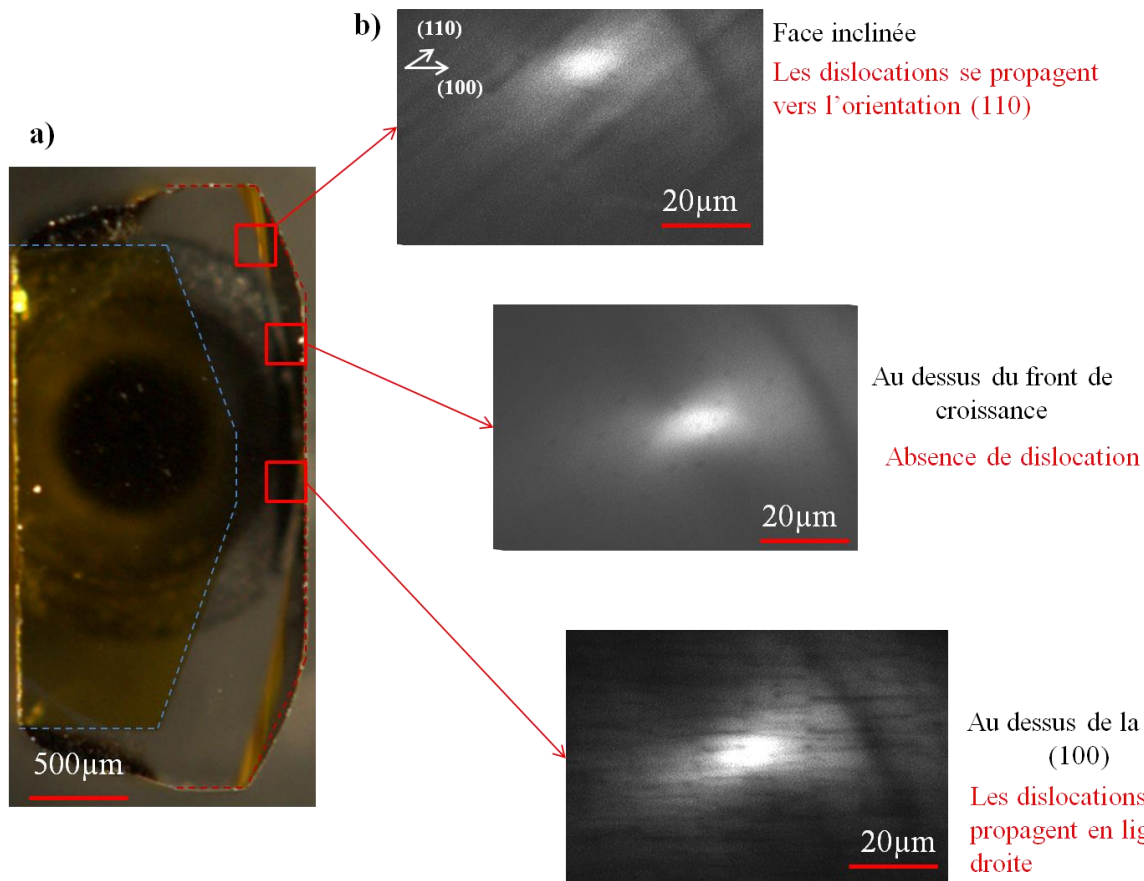 a)
500µm
b)
(110)
(100)
20µm
Face inclinée
Les dislocations se propagent
vers l'orientation (110)
20µm
Au dessus du front de
croissance
Absence de dislocation
20µm
Au dessus de la
(100)
Les dislocations
propagent en lig
droite